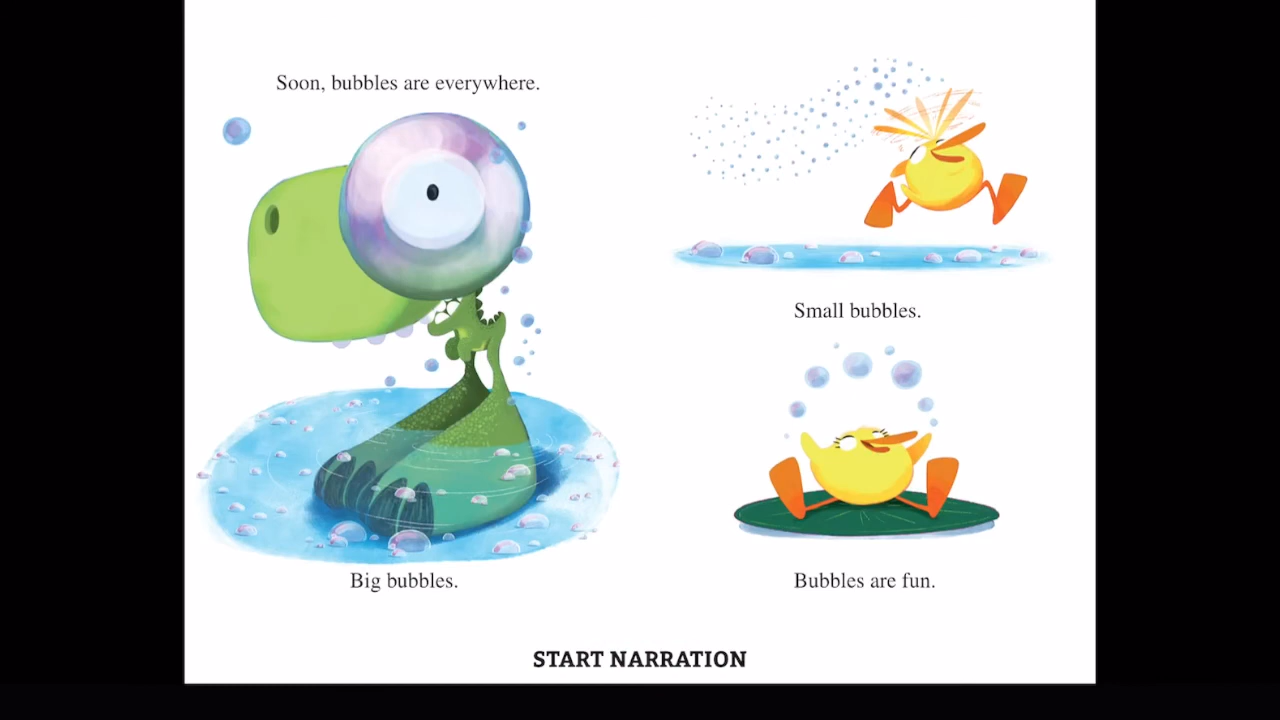 Soon, bubbles are everywhere.
Big bubbles.
Small bubbles.
Bubbles are fun.
START NARRATION